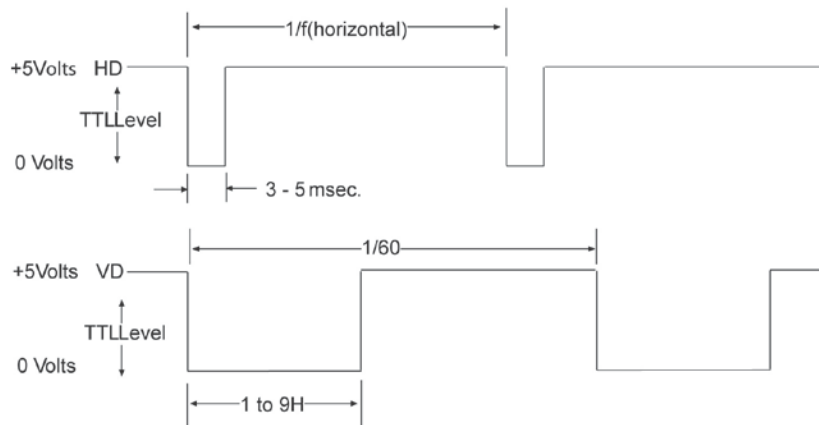 1/f(horizontal)
+5Volts HD
TTLLevel
0 Volts
3 - 5 msec.
1/60
+5Volts VD
TTLLevel
0 Volts
1 to 9H